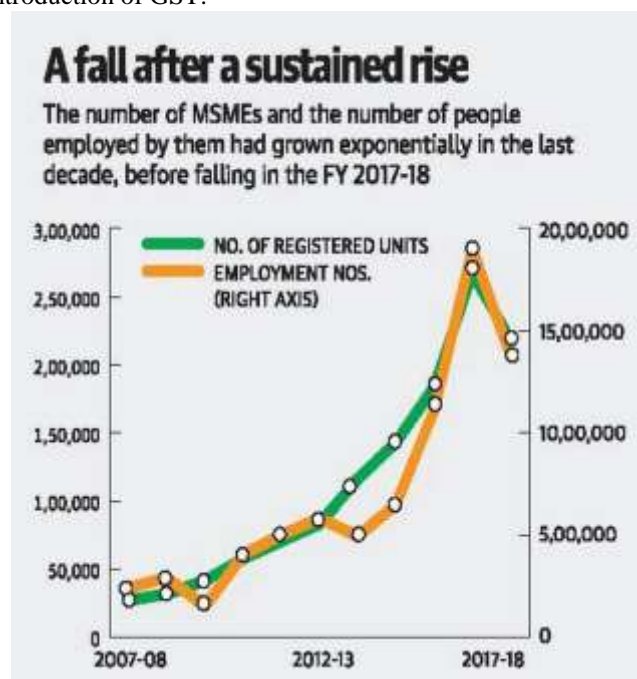 ntroduction of GST.
A fall after a sustained rise
The number of MSMEs and the number of people
employed by them had grown exponentially in the last
decade, before falling in the FY 2017-18
3,00,000
2,50,000
2,00,000
1,50,000
1,00,000
50,000
0
NO. OF REGISTERED UNITS
EMPLOYMENT NOS.
(RIGHT AXIS)
20,00,000
15,00,000
10,00,000
5,00,000
0
2007-08 2012-13 2017-18